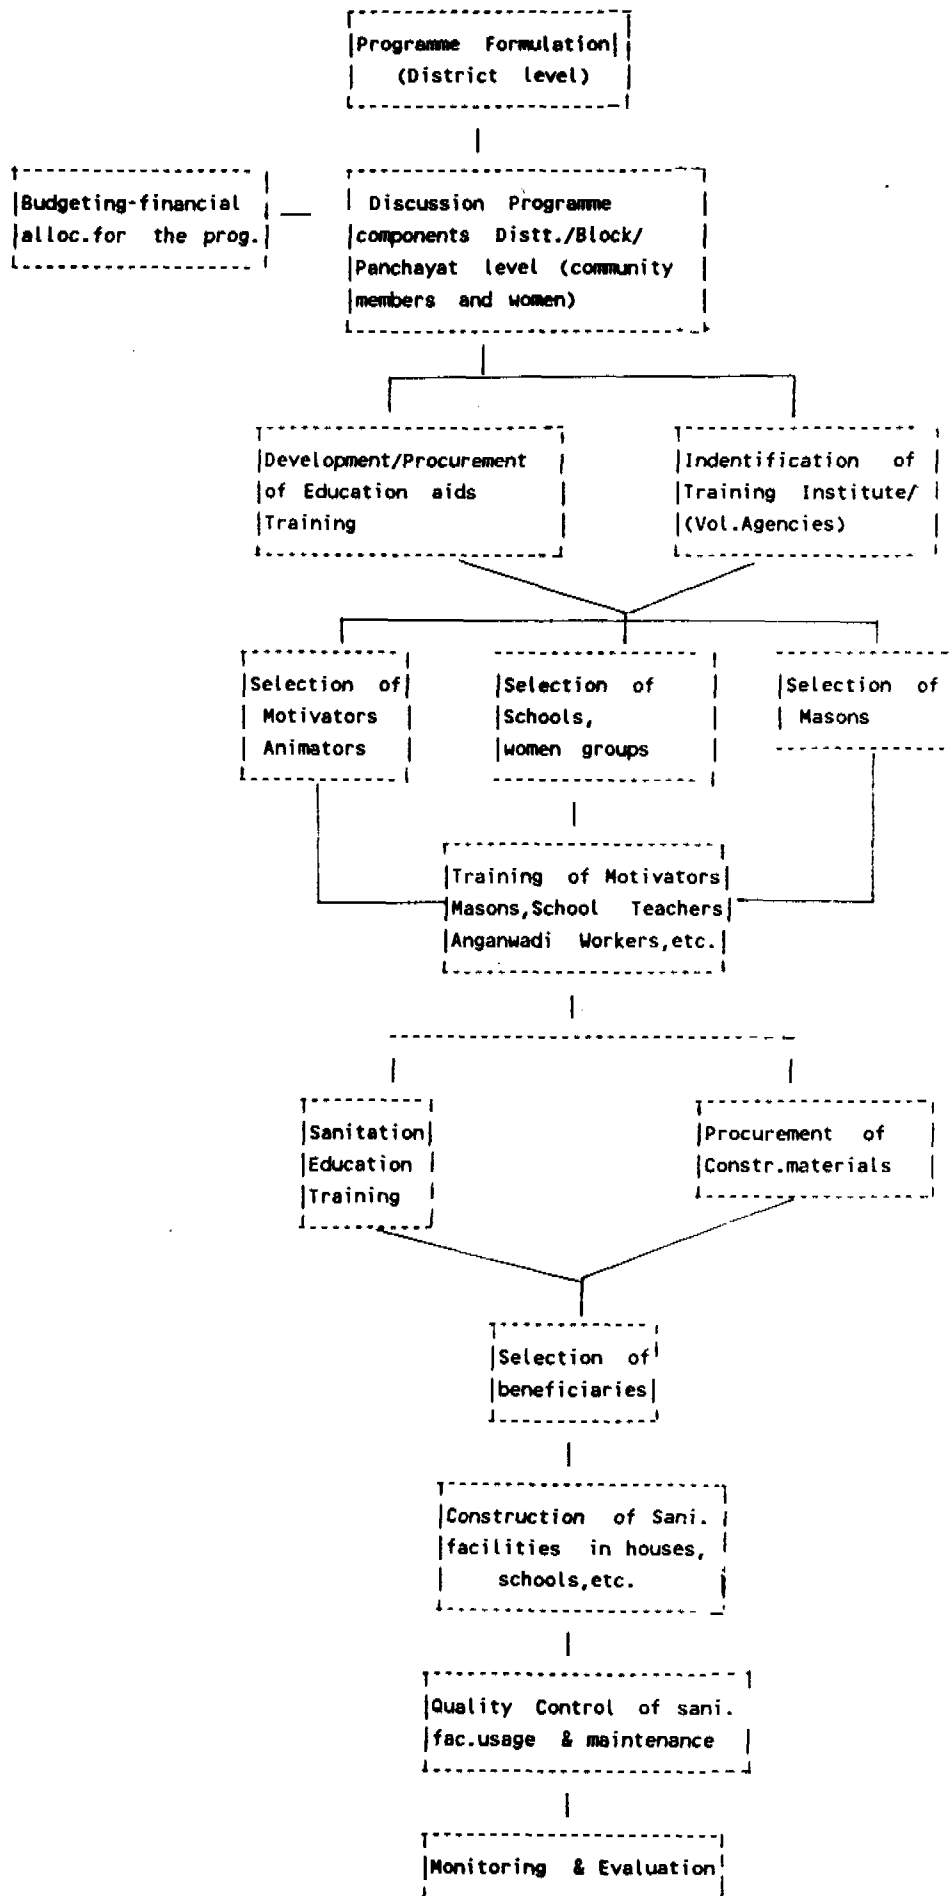 Programme Formulation
(District level)
Budgeting-financial
alloc.for the prog.
Discussion Programme
components Distt./Block/
Panchayat level (community
members and women)
Development/Procurement
of Education aids
Training
Indentification of
Training Institute/
(Vol.Agencies)
Selection of
Motivators
Animators
Selection of
Schools,
women groups
Selection of
Masons
Training of Motivators
Masons,School Teachers
Anganwadi Workers,etc.
Sanitation
Education
Training
Procurement of
Constr.materials
Selection of
beneficiaries
Construction of Sani.
facilities in houses,
schools,etc.
Quality Control of sani.
fac.usage & maintenance
Monitoring & Evaluation